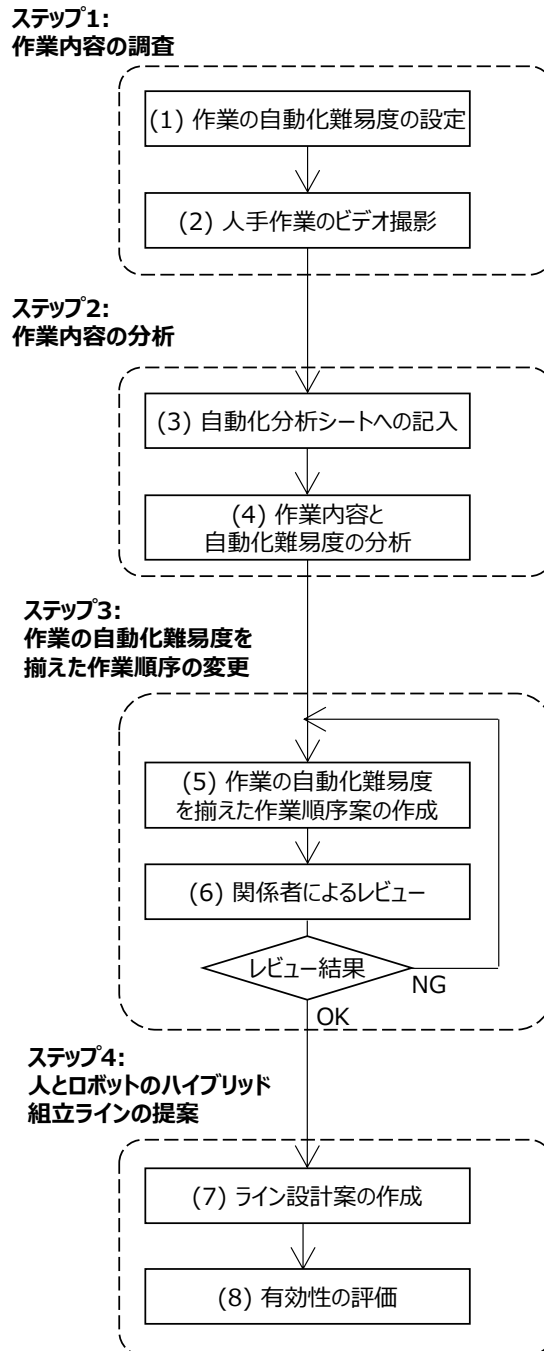 ステップ1:
作業内容の調査
(1) 作業の自動化難易度の設定
(2) 人手作業のビデオ撮影
ステップ2:
作業内容の分析
(3) 自動化分析シートへの記入
(4) 作業内容と
自動化難易度の分析
ステップ3:
作業の自動化難易度を
揃えた作業順序の変更
(5) 作業の自動化難易度
を揃えた作業順序案の作成
(6) 関係者によるレビュー
レビュー結果
NG
OK
ステップ4:
人とロボットのハイブリッド
組立ラインの提案
(7) ライン設計案の作成
(8) 有効性の評価